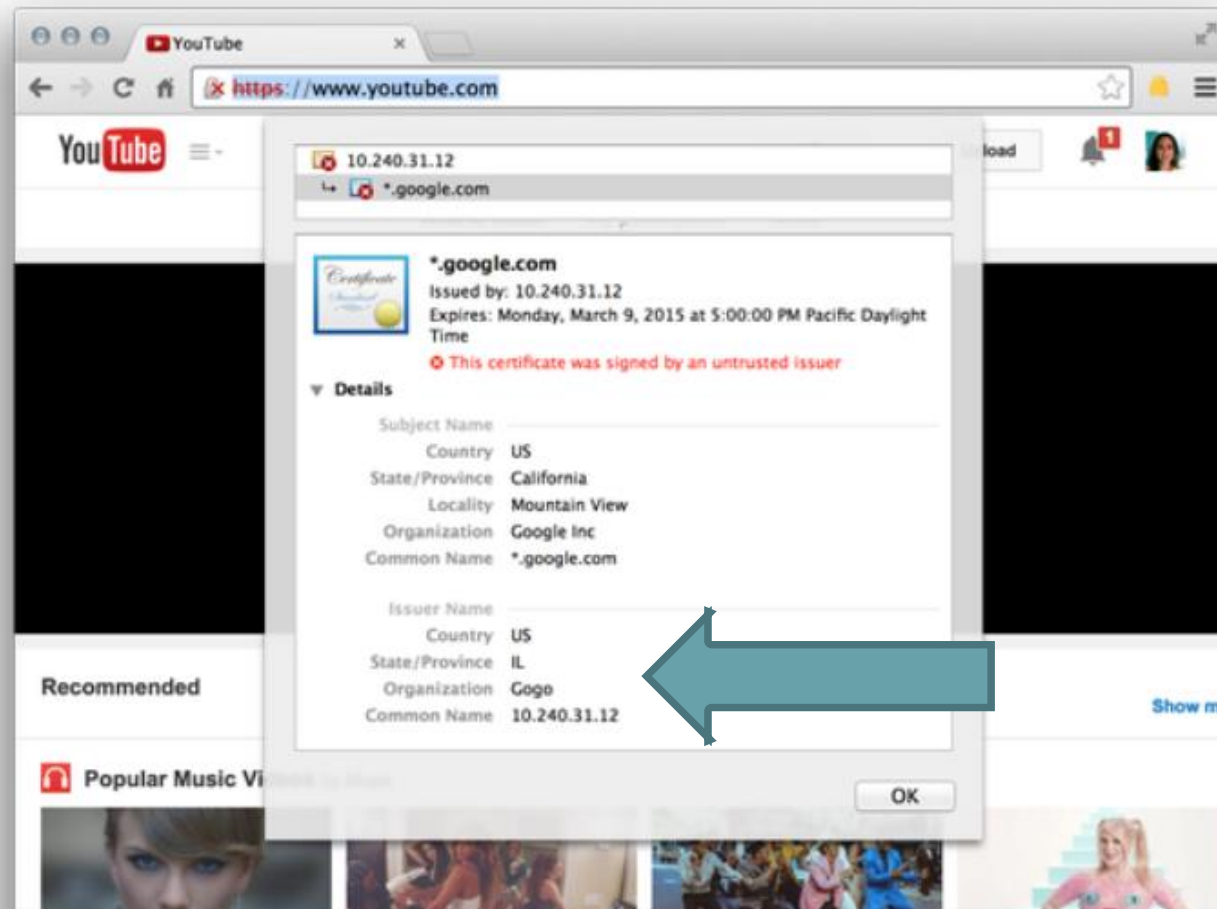 YouTube
https://www.youtube.com
YouTube
load
1
10.240.31.12
*.google.com
Certificate
Standard
*.google.com
Issued by: 10.240.31.12
Expires: Monday, March 9, 2015 at 5:00:00 PM Pacific Daylight
Time
This certificate was signed by an untrusted issuer
Details
Subject Name
Country US
State/Province California
Locality Mountain View
Organization Google Inc
Common Name *.google.com
Issuer Name
Country US
State/Province IL
Organization Gogo
Common Name 10.240.31.12
OK
Recommended
Show m
Popular Music Vi